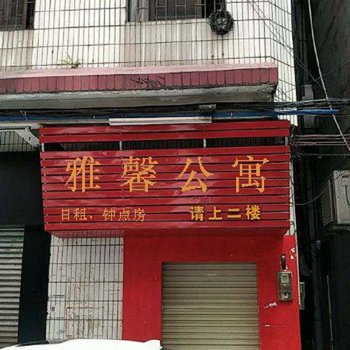 雅馨公寓
日租、钟点房 请上二楼